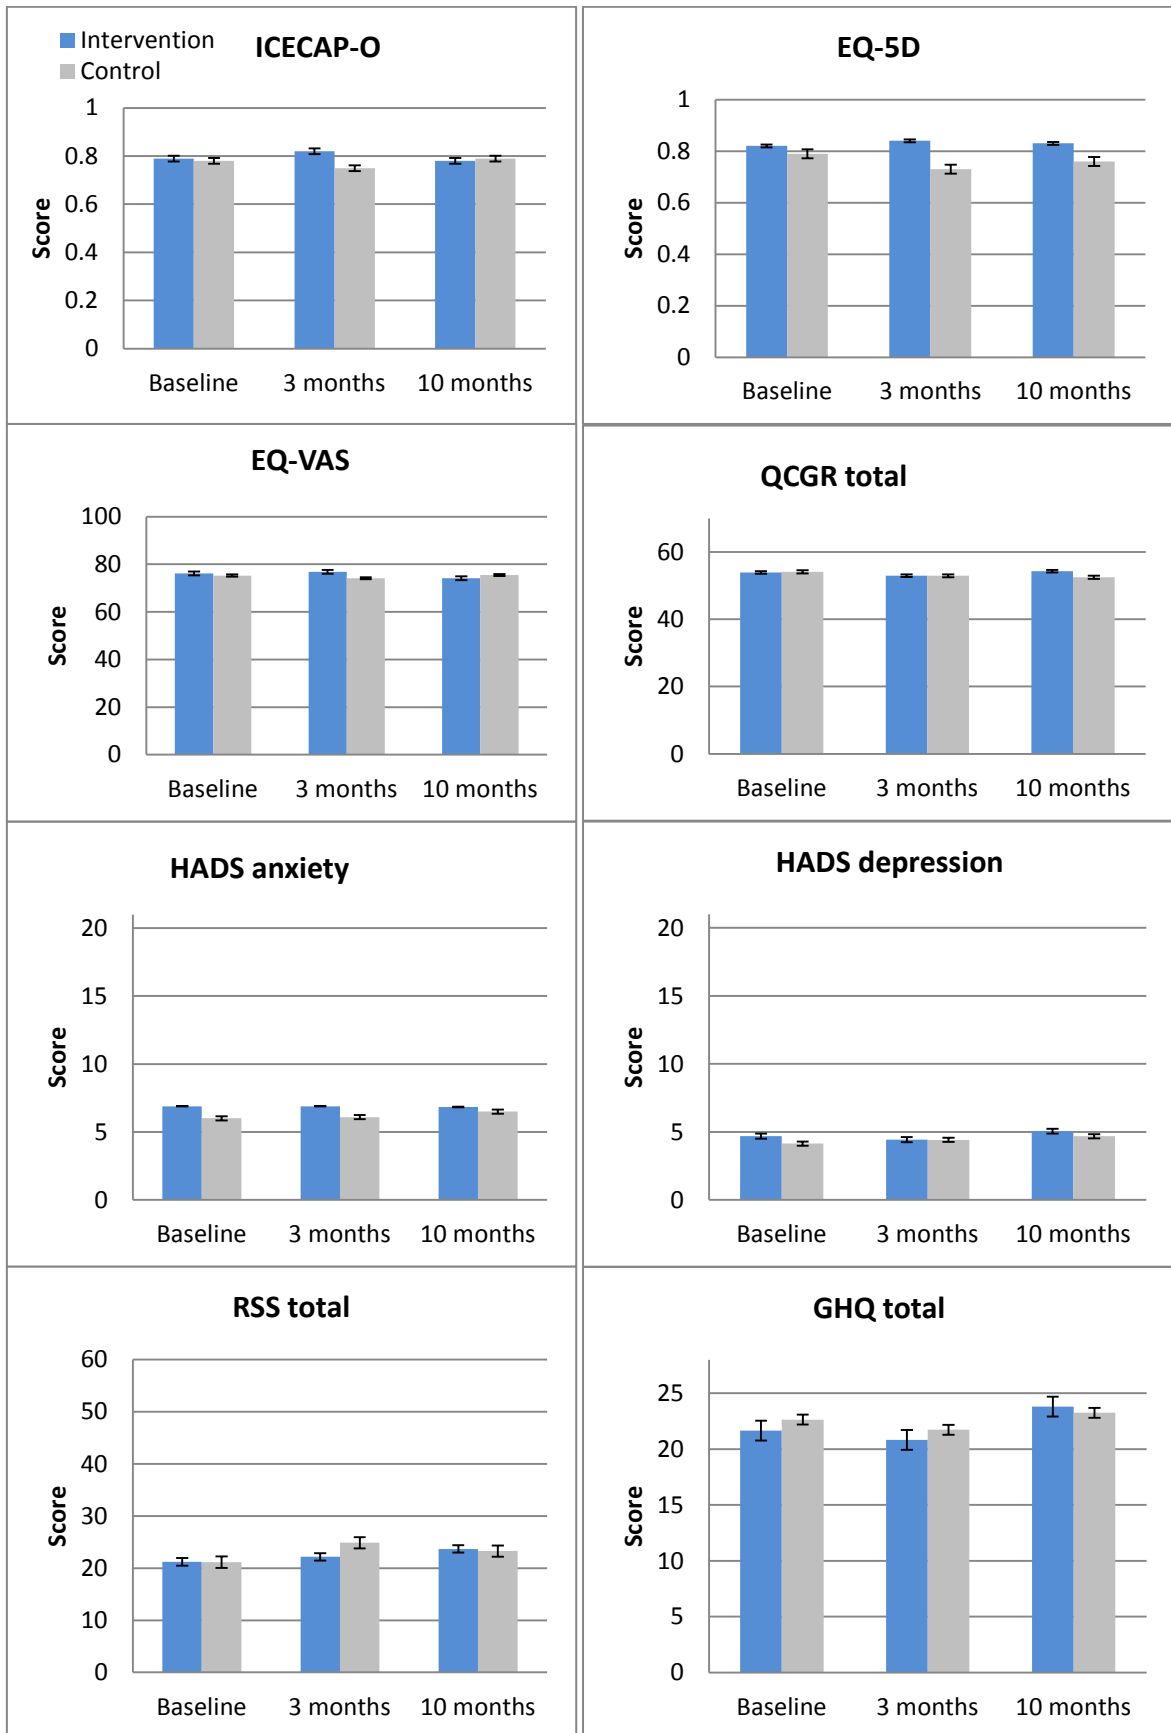 Intervention
Control
ICECAP-O
1
0.8
0.6
0.4
0.2
0
Score
Baseline 3 months 10 months
EQ-5D
1
0.8
0.6
0.4
0.2
0
Score
Baseline 3 months 10 months
EQ-VAS
100
80
60
40
20
0
Score
Baseline 3 months 10 months
QCGR total
60
40
20
0
Score
Baseline 3 months 10 months
HADS anxiety
20
15
10
5
0
Score
Baseline 3 months 10 months
HADS depression
20
15
10
5
0
Score
Baseline 3 months 10 months
RSS total
60
50
40
30
20
10
0
Score
Baseline 3 months 10 months
GHQ total
25
20
15
10
5
0
Score
Baseline 3 months 10 months